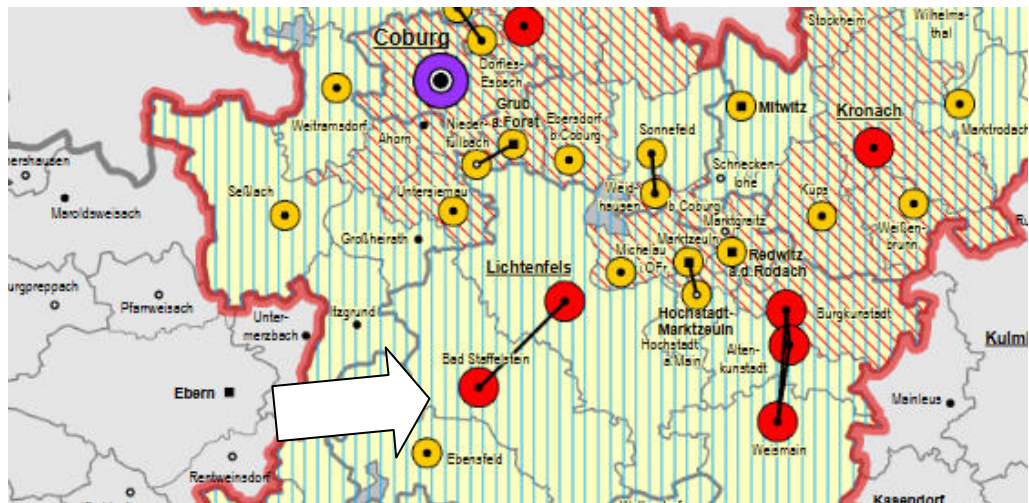 Stockheim
Wilhelms-
thal
Coburg
Dörfles-
Esbach
Mitwitz
Kronach
Marktrodach
Weitramsdorf
Ahorn
Nieder-
füllbach
Grub
a.Forst
Ebersdorf
b.Coburg
Sonnefeld
Schnecken-
lohe
Maroldsweisach
Seßlach
Untersiemau
Weid-
hausen
b.Coburg
Marktgraitz
Küps
Weißen-
brunn
Großheirath
Michelau
i.OFr.
Marktzeuln
Redwitz
a.d.Rodach
Lichtenfels
Pfarrweisach
Itzgrund
Unter-
merzbach
Hochstadt-
Marktzeuln
Hochstadt
a.Main
Alten-
kunstadt
Burgkunstadt
Bad Staffelstein
Ebern
Mainleus
Weismain
Ebensfeld
Rentweinsdorf
Kasendorf